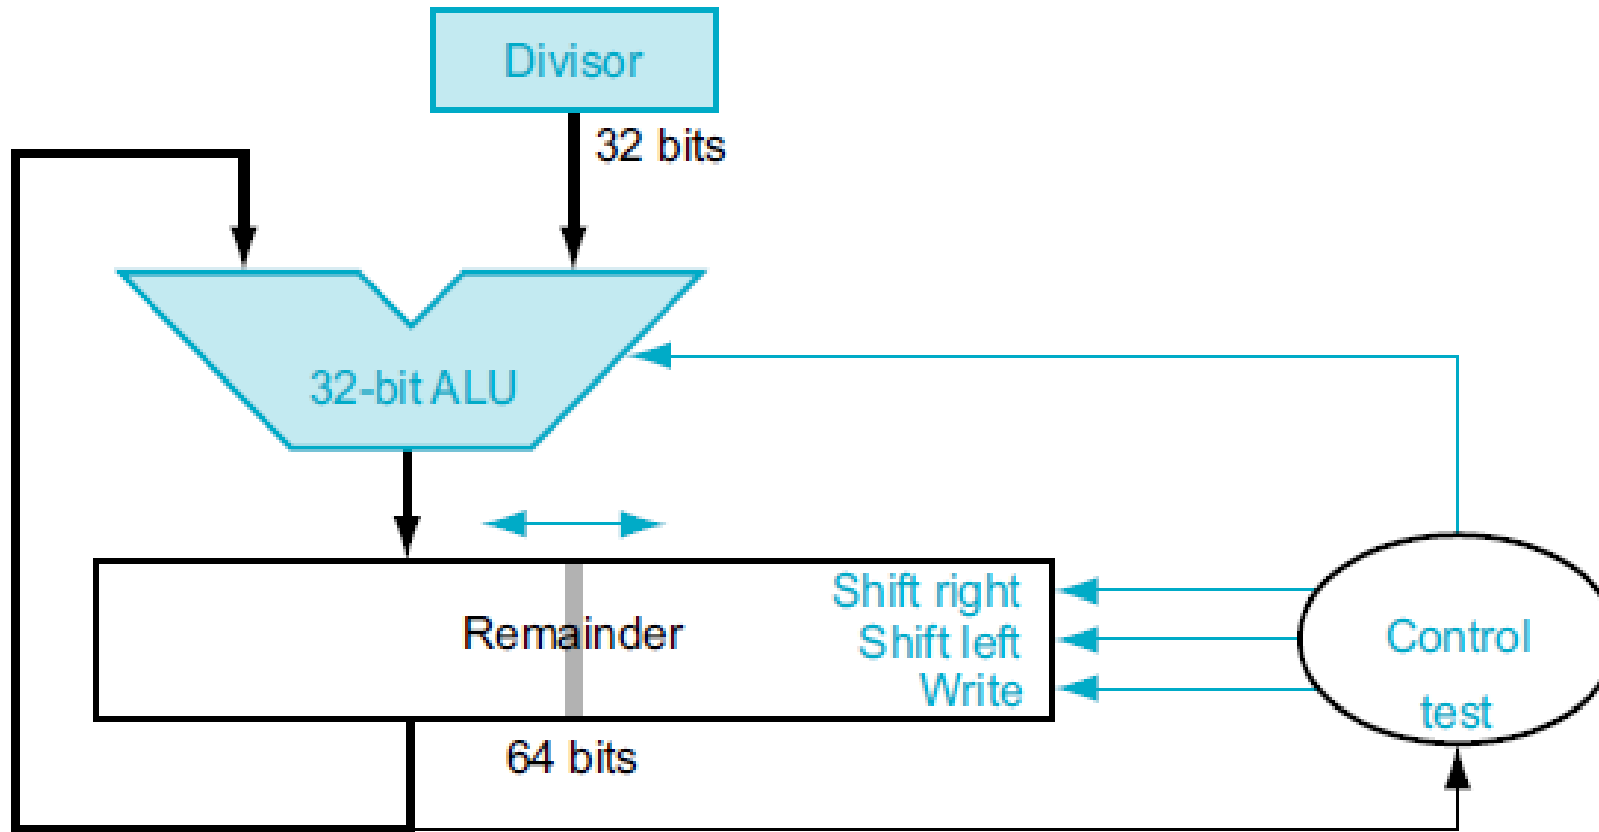 Divisor
32 bits
32-bit ALU
Remainder
Shift right
Shift left
Write
64 bits
Control
test